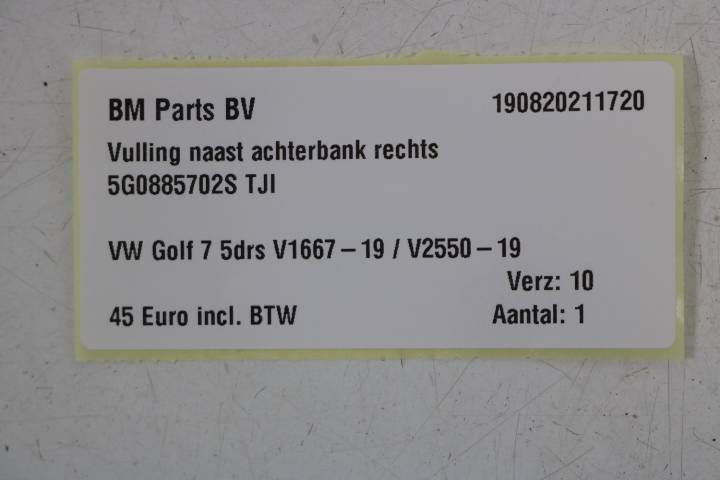 BM Parts BV 190820211720
Vulling naast achterbank rechts
5G0885702S TJI
VW Golf 7 5drs V1667 – 19 / V2550 – 19
Verz: 10
45 Euro incl. BTW Aantal: 1